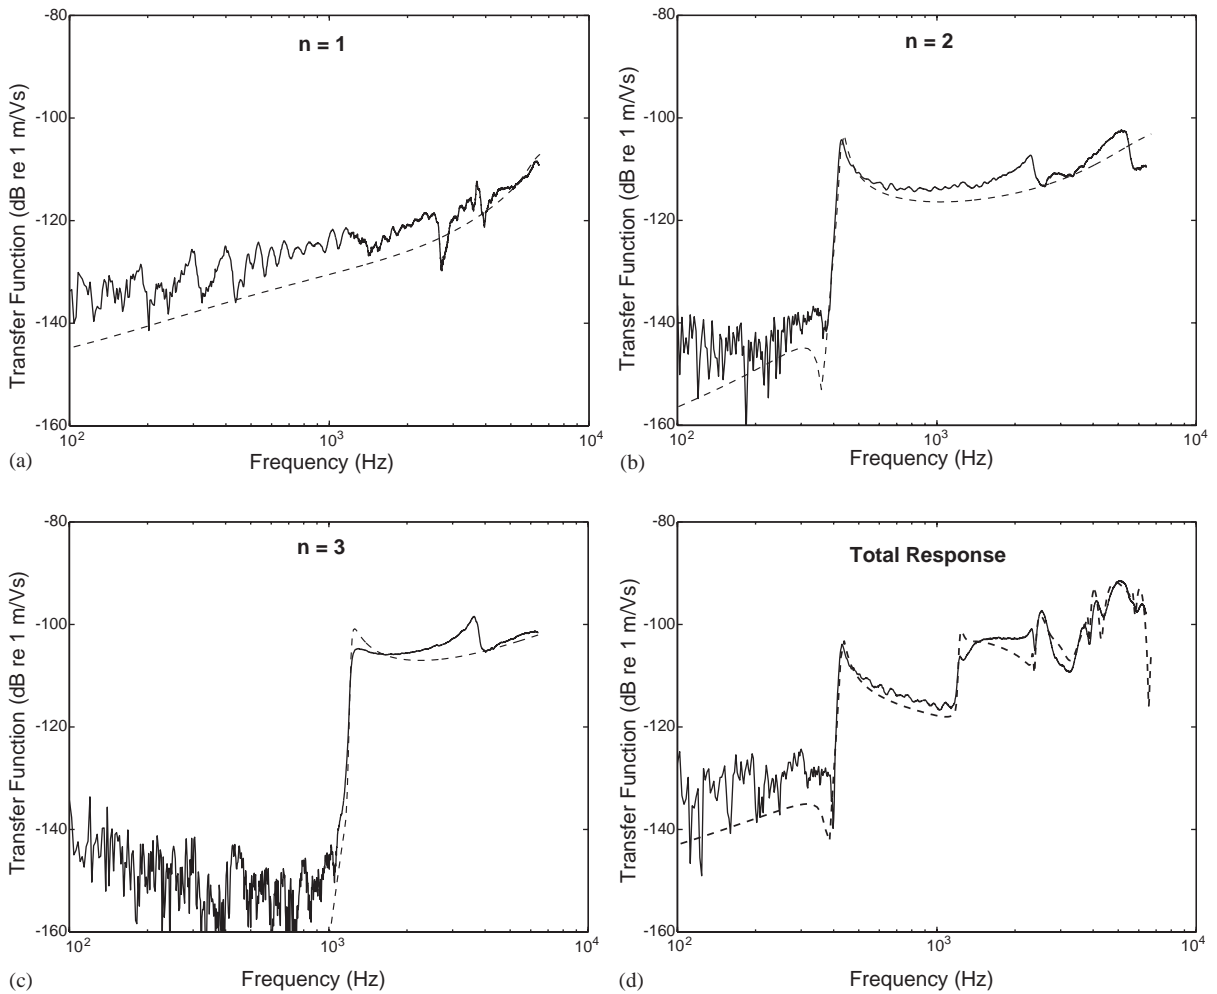 n = 1
Transfer Function (dB re 1 m/Vs)
-80
-100
-120
-140
-160
10^2
10^3
10^4
Frequency (Hz)
(a)
n = 2
Transfer Function (dB re 1 m/Vs)
-80
-100
-120
-140
-160
10^2
10^3
10^4
Frequency (Hz)
(b)
n = 3
Transfer Function (dB re 1 m/Vs)
-80
-100
-120
-140
-160
10^2
10^3
10^4
Frequency (Hz)
(c)
Total Response
Transfer Function (dB re 1 m/Vs)
-80
-100
-120
-140
-160
10^2
10^3
10^4
Frequency (Hz)
(d)